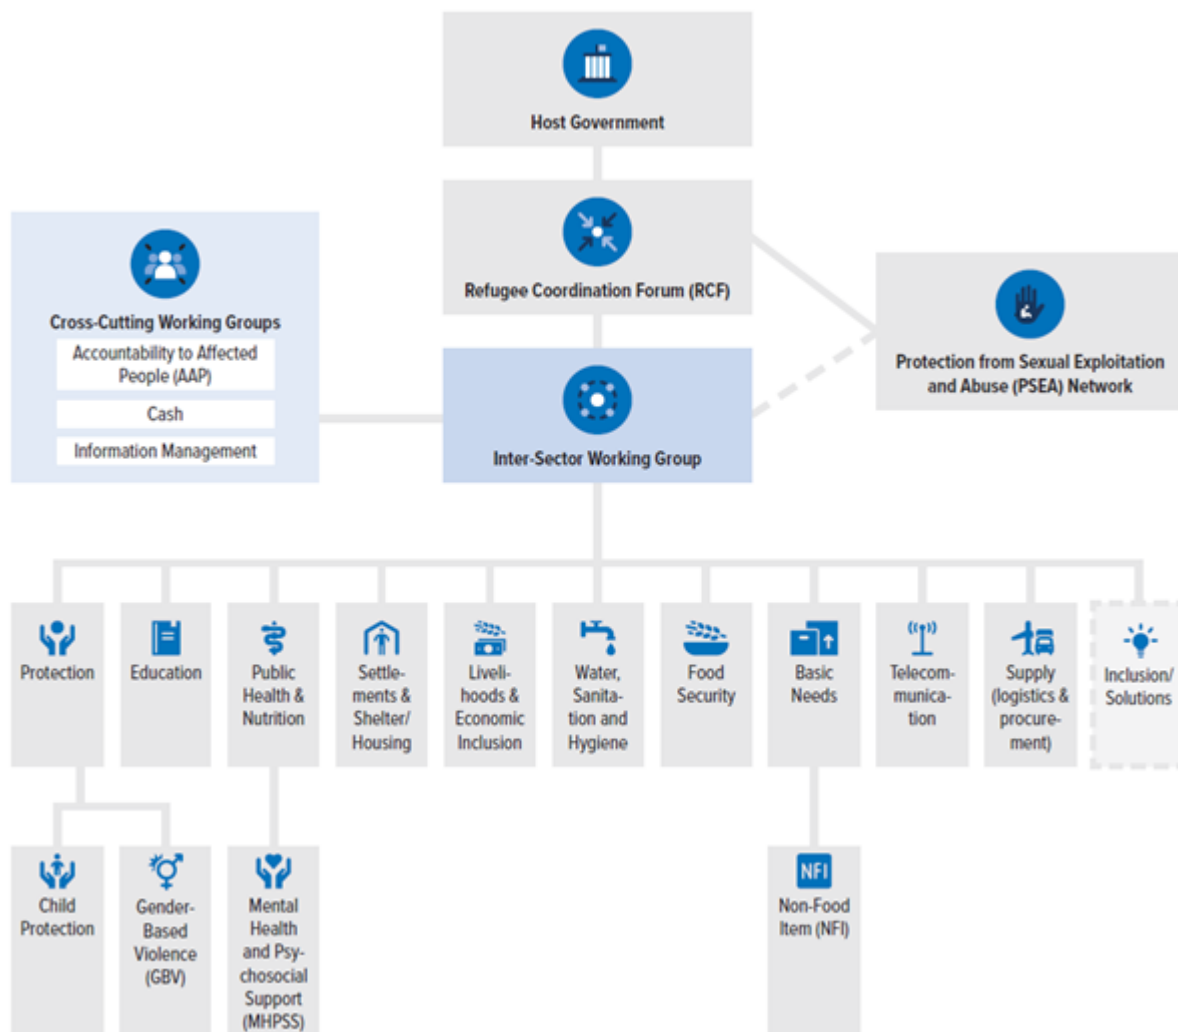 Host Government
Refugee Coordination Forum (RCF)
Cross-Cutting Working Groups
Accountability to Affected
People (AAP)
Cash
Information Management
Protection from Sexual Exploitation
and Abuse (PSEA) Network
Inter-Sector Working Group
Protection
Education
Public
Health &
Nutrition
Settle-
ments &
Shelter/
Housing
Liveli-
hoods &
Economic
Inclusion
Water,
Sanita-
tion and
Hygiene
Food
Security
Basic
Needs
Telecom-
munica-
tion
Supply
(logistics &
procure-
ment)
Inclusion/
Solutions
Child
Protection
Gender-
Based
Violence
(GBV)
Mental
Health
and Psy-
chosocial
Support
(MHPSS)
NFI
Non-Food
Item (NFI)